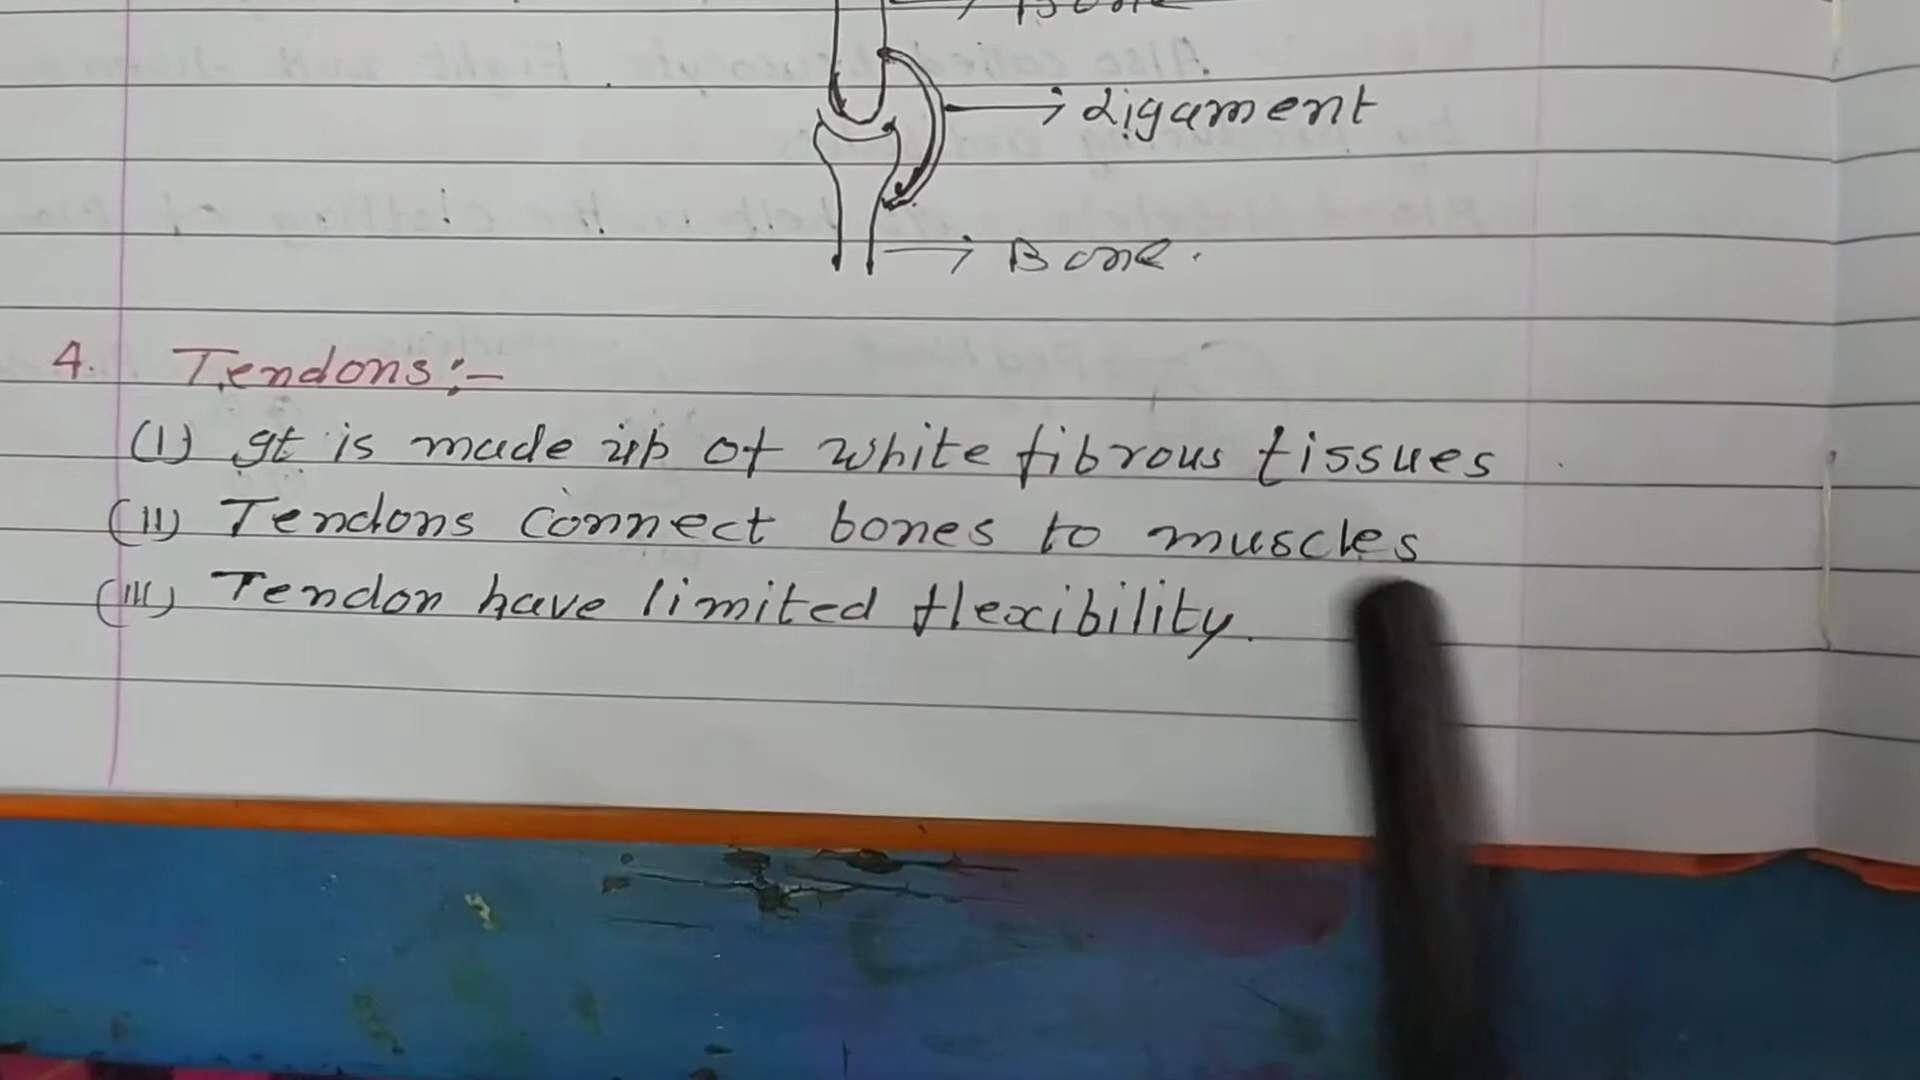 Bone
Ligament
Bone.
4. Tendons:-
(I) It is made up of white fibrous tissues
(II) Tendons connect bones to muscles
(III) Tendon have limited flexibility.